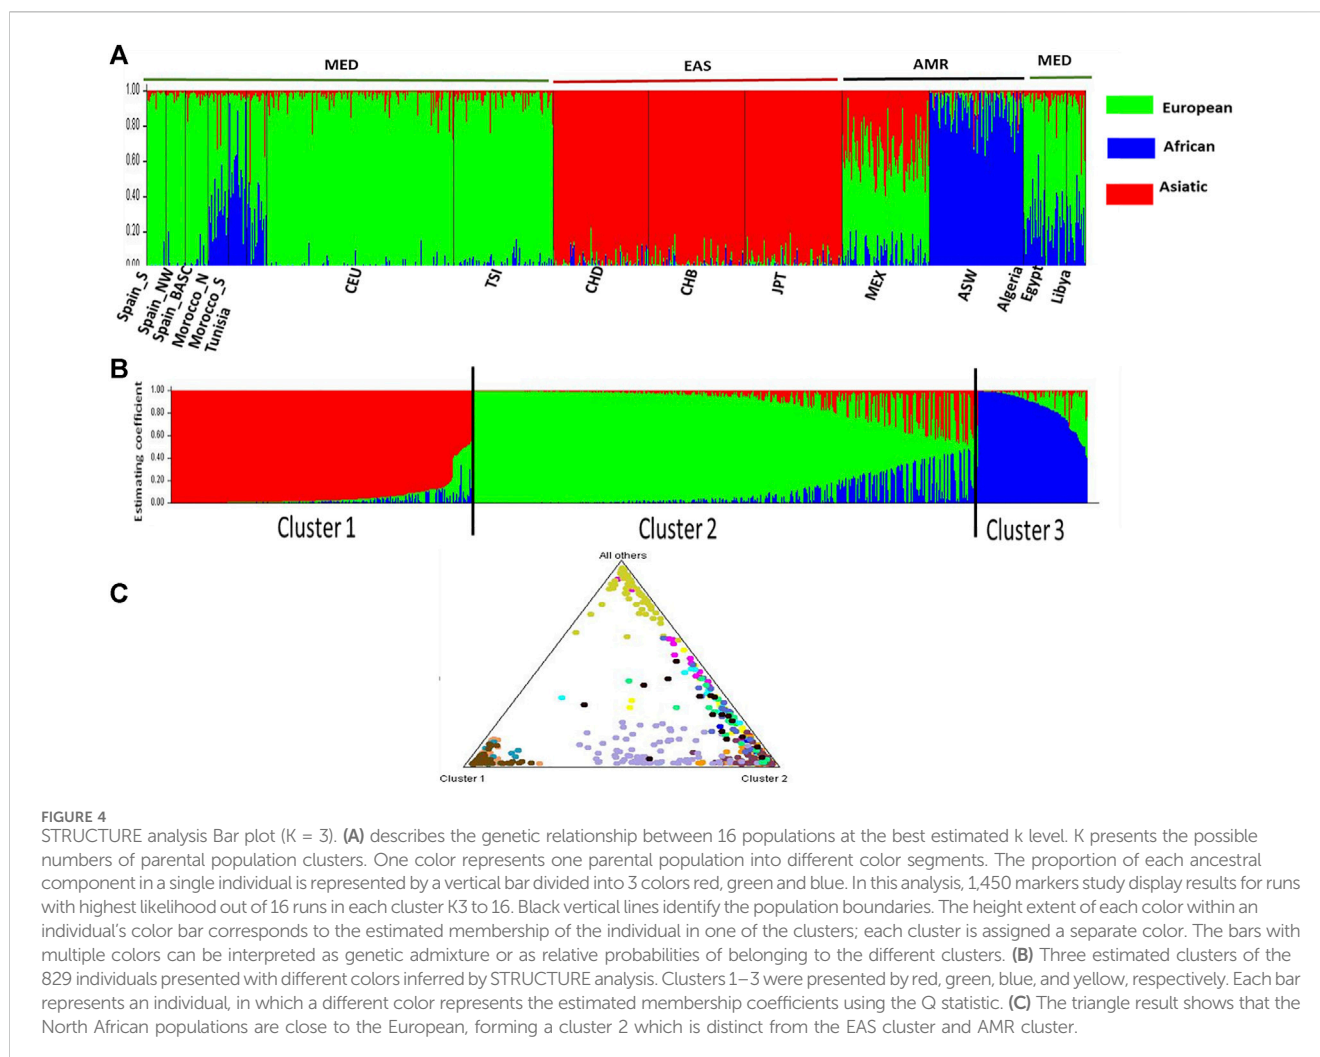 A
MED
EAS
AMR
MED
1.00
0.80
0.60
0.40
0.20
0.00
European
African
Asiatic
Spain_S
Spain_NW
Spain_BASC
Morocco_N
Morocco_S
Tunisia
CEU
TSI
CHD
CHB
JPT
MEX
ASW
Algeria
Egypt
Libya
B
Estimating coefficient
1.00
0.80
0.60
0.40
0.20
0.00
Cluster 1
Cluster 2
Cluster 3
C
All others
Cluster 1
Cluster 2
FIGURE 4
STRUCTURE analysis Bar plot (K = 3). (A) describes the genetic relationship between 16 populations at the best estimated k level. K presents the possible
numbers of parental population clusters. One color represents one parental population into different color segments. The proportion of each ancestral
component in a single individual is represented by a vertical bar divided into 3 colors red, green and blue. In this analysis, 1,450 markers study display results for runs
with highest likelihood out of 16 runs in each cluster K3 to 16. Black vertical lines identify the population boundaries. The height extent of each color within an
individual's color bar corresponds to the estimated membership of the individual in one of the clusters; each cluster is assigned a separate color. The bars with
multiple colors can be interpreted as genetic admixture or as relative probabilities of belonging to the different clusters. (B) Three estimated clusters of the
829 individuals presented with different colors inferred by STRUCTURE analysis. Clusters 1–3 were presented by red, green, blue, and yellow, respectively. Each bar
represents an individual, in which a different color represents the estimated membership coefficients using the Q statistic. (C) The triangle result shows that the
North African populations are close to the European, forming a cluster 2 which is distinct from the EAS cluster and AMR cluster.